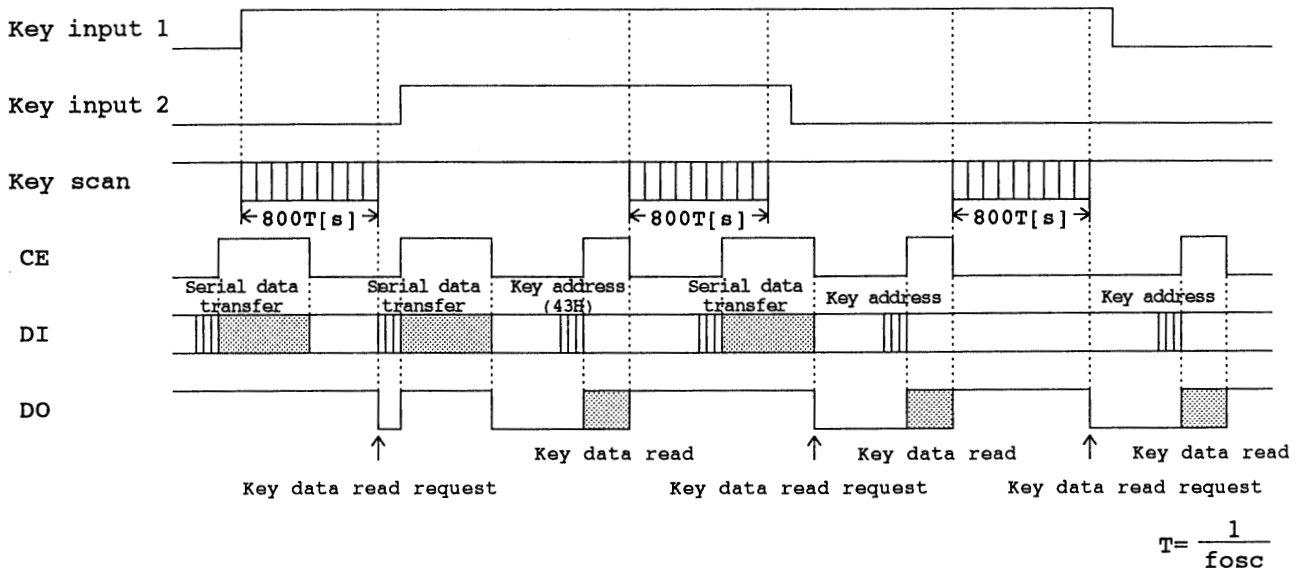 Key input 1
Key input 2
Key scan
800T[s]
800T[s]
800T[s]
CE
Serial data
transfer
Serial data
transfer
Key address
(43H)
Serial data
transfer
Key address
Key address
DI
DO
Key data read
Key data read
Key data read
Key data read request
Key data read request
Key data read request
T= 1
fosc